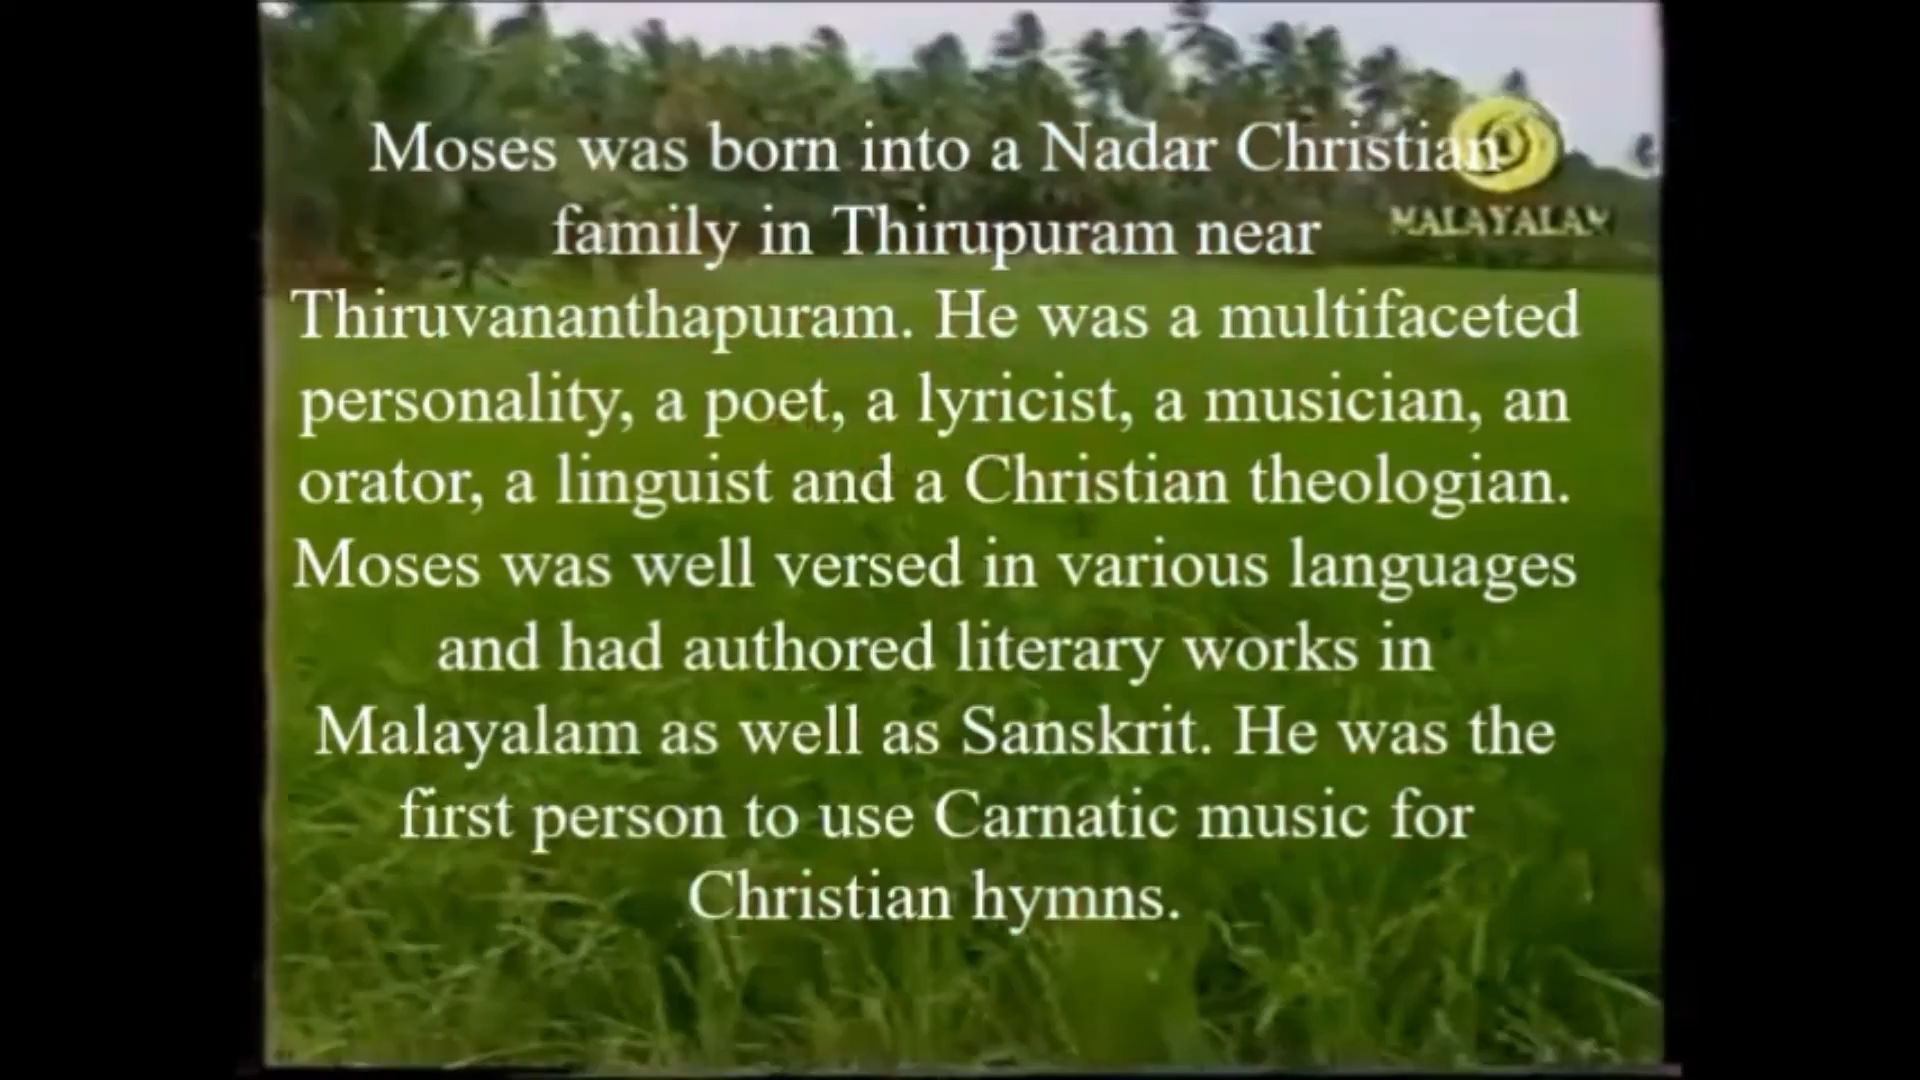 Moses was born into a Nadar Christian
family in Thirupuram near
MALAYALAM
Thiruvananthapuram. He was a multifaceted
personality, a poet, a lyricist, a musician, an
orator, a linguist and a Christian theologian.
Moses was well versed in various languages
and had authored literary works in
Malayalam as well as Sanskrit. He was the
first person to use Carnatic music for
Christian hymns.